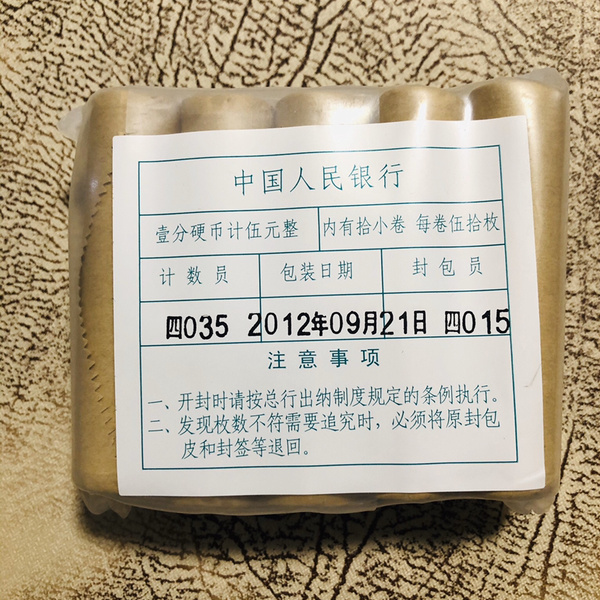 中国人民银行
壹分硬币计伍元整 内有拾小卷 每卷伍拾枚
计数员 包装日期 封包员
四035 2012年09月21日 四015
注意事项
一、开封时请按总行出纳制度规定的条例执行。
二、发现枚数不符需要追究时，必须将原封包
皮和封签等退回。